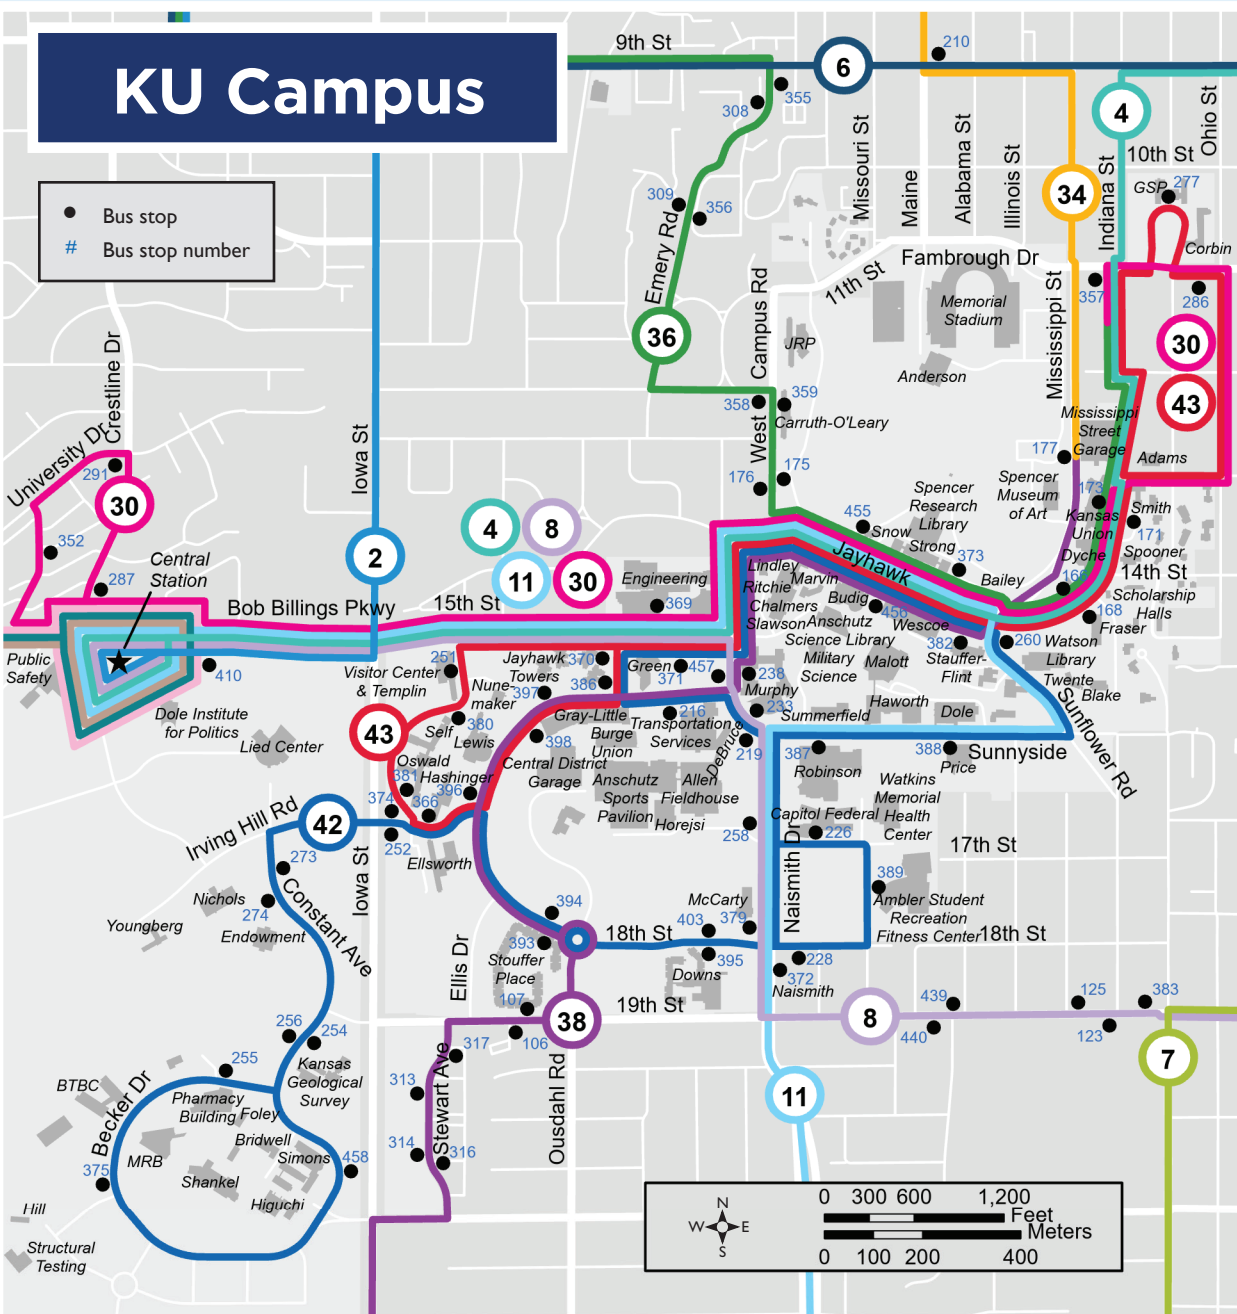 KU Campus
9th St
6
210
355
308
4
Ohio St
Missouri St
Maine
Alabama St
Illinois St
Indiana St
10th St
34
GSP
277
Bus stop
# Bus stop number
309
356
Emery Rd
Fambrough Dr
Corbin
11th St
357
286
Memorial
Stadium
Campus Rd
West
Mississippi St
36
JRP
30
Anderson
43
Crestline Dr
358
359
Carruth-O'Leary
Mississippi
Street
Garage
University Dr
Iowa St
291
177
Adams
176
175
30
Spencer
Museum
of Art
Spencer
Research
Library
173
Kansas
Union
Smith
171
455
4
8
Snow
Strong
352
Central
Station
2
Jayhawk
373
Dyche
Spooner
11
30
Engineering
Lindley
Marvin
Bailey
166
14th St
287
369
Ritchie
Budig
456
Scholarship
Halls
Bob Billings Pkwy
15th St
Chalmers
Slawson
Anschutz
Science Library
Wescoe
168
Fraser
382
260
Watson
Library
Public
Safety
410
251
Visitor Center
& Templin
Jayhawk
Towers
370
Green
457
371
Military
Science
Malott
Stauffer-
Flint
Twente
Blake
Nune-
maker
397
386
238
Murphy
233
Haworth
Dole
Sunflower Rd
Dole Institute
for Politics
43
380
Self
Lewis
Gray-Little
Burge
Union
216
Transportation
Services
Summerfield
Lied Center
398
219
DeBruce
387
388
Sunnyside
Oswald
381
Hashinger
Central District
Garage
Anschutz
Sports
Pavilion
Allen
Fieldhouse
Horejsi
Robinson
Price
Watkins
Memorial
Health
Center
Irving Hill Rd
42
374
366
396
258
Capitol Federal
226
252
Ellsworth
17th St
273
Nichols
274
Constant Ave
Iowa St
Naismith Dr
389
Ambler Student
Recreation
Fitness Center
Youngberg
Endowment
394
McCarty
403
379
18th St
18th St
393
Stouffer
Place
395
Downs
228
372
Naismith
Ellis Dr
107
19th St
439
125
383
38
8
440
123
256
254
317
106
7
255
Kansas
Geological
Survey
BTBC
Becker Dr
Pharmacy
Building
Foley
313
Stewart Ave
Ousdahl Rd
11
Bridwell
Simons
MRB
458
314
316
375
Shankel
Higuchi
Hill
Structural
Testing
N
W
E
S
0 300 600 1,200
Feet
Meters
0 100 200 400